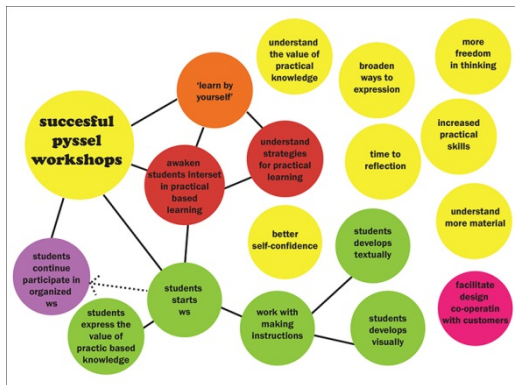 succesful
pyssel
workshops
'learn by
yourself'
understand
the value of
practical
knowledge
broaden
ways to
expression
more
freedom
in thinking
awaken
students interset
in practical
based
learning
understand
strategies
for practical
learning
time to
reflection
increased
practical
skills
better
self-confidence
understand
more material
students
continue
participate in
organized
ws
students
express the
value of
practic based
knowledge
students
starts
ws
work with
making
instructions
students
develops
textually
students
develops
visually
facilitate
design
co-operatin
with customers